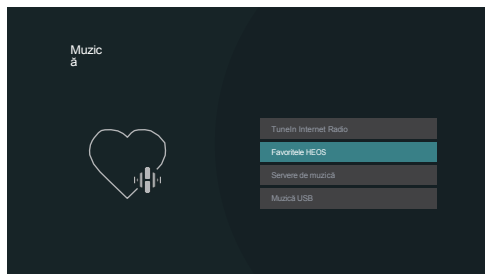 Muzic
ă
TuneIn Internet Radio
Favoritele HEOS
Servere de muzică
Muzică USB